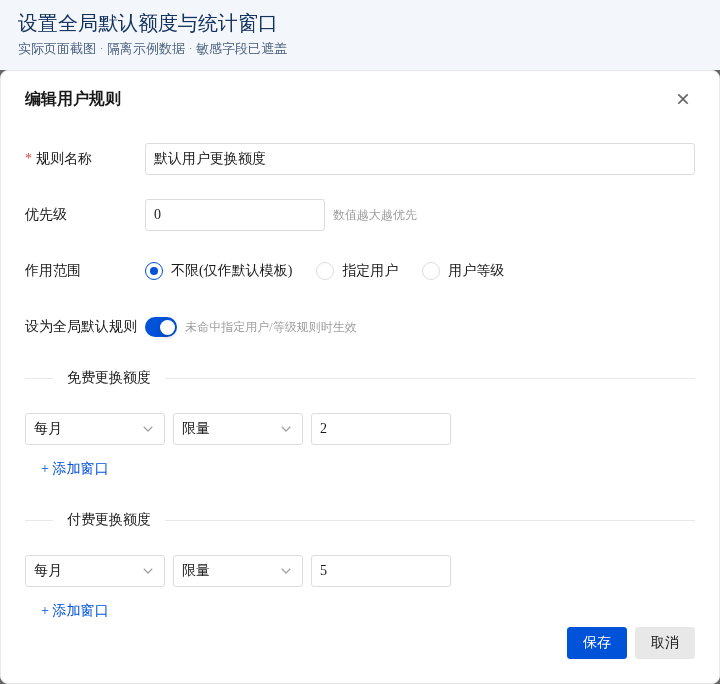 设置全局默认额度与统计窗口
实际页面截图 · 隔离示例数据 · 敏感字段已遮盖
编辑用户规则
* 规则名称
默认用户更换额度
优先级
0
数值越大越优先
作用范围
不限(仅作默认模板)
指定用户
用户等级
设为全局默认规则
未命中指定用户/等级规则时生效
免费更换额度
每月
限量
2
+ 添加窗口
付费更换额度
每月
限量
5
+ 添加窗口
保存
取消